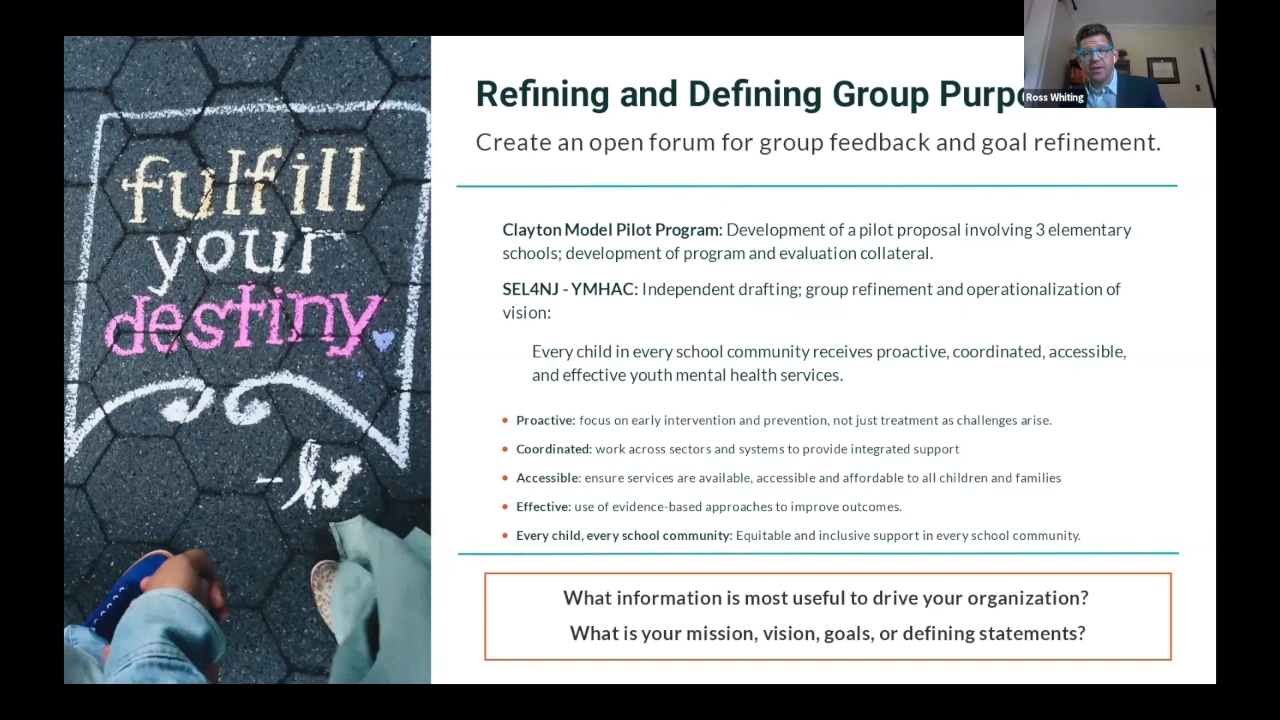 fulfill
your
destiny
Refining and Defining Group Purpo
Ross Whiting
Create an open forum for group feedback and goal refinement.
Clayton Model Pilot Program: Development of a pilot proposal involving 3 elementary
schools; development of program and evaluation collateral.
SEL4NJ - YMHAC: Independent drafting; group refinement and operationalization of
vision:
Every child in every school community receives proactive, coordinated, accessible,
and effective youth mental health services.
• Proactive: focus on early intervention and prevention, not just treatment as challenges arise.
• Coordinated: work across sectors and systems to provide integrated support
• Accessible: ensure services are available, accessible and affordable to all children and families
• Effective: use of evidence-based approaches to improve outcomes.
• Every child, every school community: Equitable and inclusive support in every school community.
What information is most useful to drive your organization?
What is your mission, vision, goals, or defining statements?